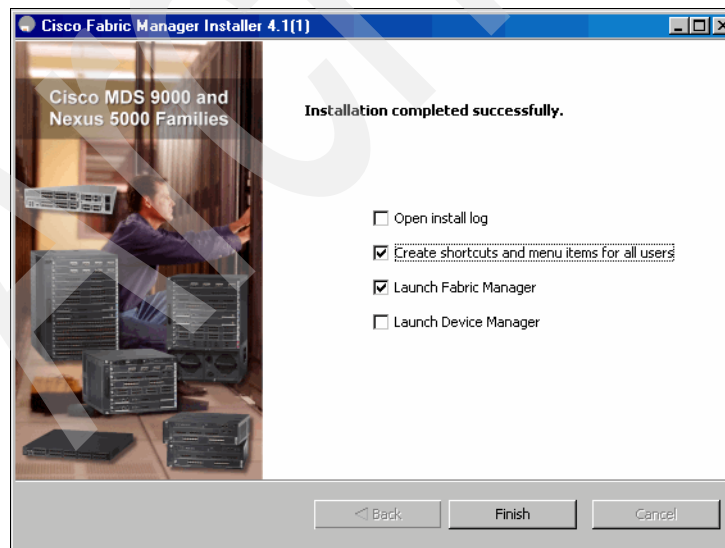 Cisco Fabric Manager Installer 4.1(1)
Cisco MDS 9000 and
Nexus 5000 Families
Installation completed successfully.
Open install log
Create shortcuts and menu items for all users
Launch Fabric Manager
Launch Device Manager
< Back
Finish
Cancel